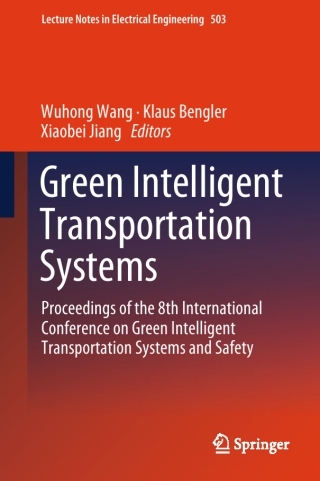 Lecture Notes in Electrical Engineering 503
Wuhong Wang · Klaus Bengler
Xiaobei Jiang Editors
Green Intelligent
Transportation
Systems
Proceedings of the 8th International
Conference on Green Intelligent
Transportation Systems and Safety
Springer